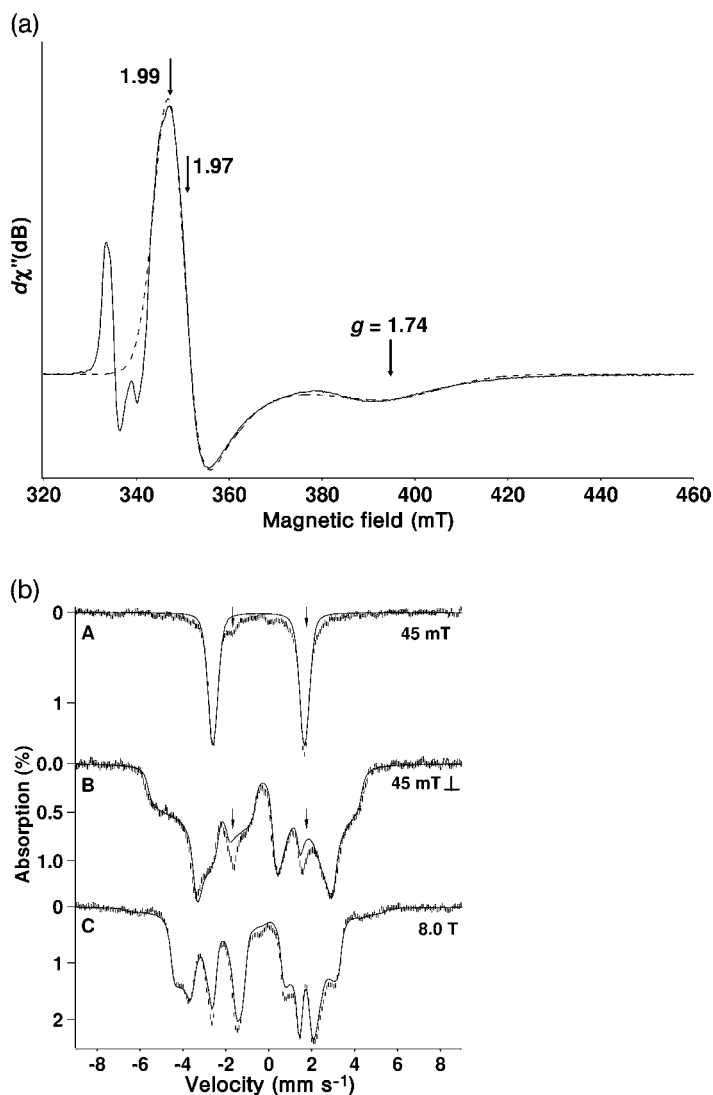 (a)
1.99
1.97
g = 1.74
dχ"(dB)
320 340 360 380 400 420 440 460
Magnetic field (mT)
(b)
0
A
45 mT
1
0.0
B
45 mT ⊥
0.5
1.0
0
C
8.0 T
1
2
Absorption (%)
-8 -6 -4 -2 0 2 4 6 8
Velocity (mm s⁻¹)